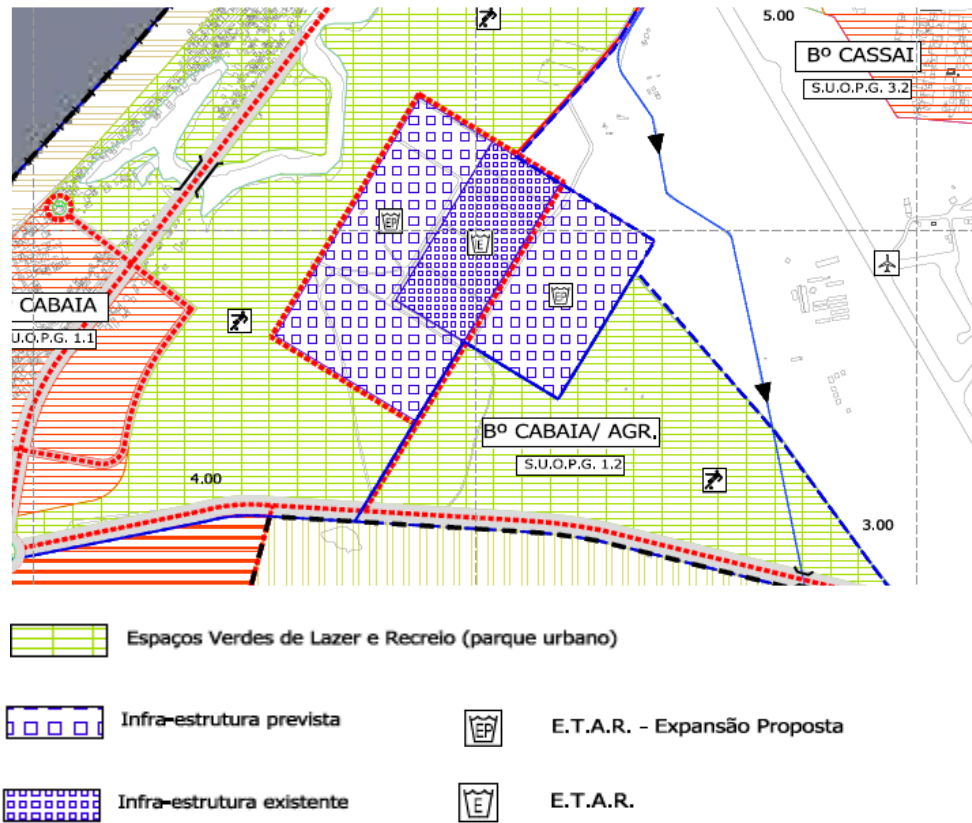 5.00
Bº CASSAI
S.U.O.P.G. 3.2
EP
E
EP
CABAIA
U.O.P.G. 1.1
Bº CABAIA/ AGR.
S.U.O.P.G. 1.2
4.00
3.00
Espaços Verdes de Lazer e Recreio (parque urbano)
Infra-estrutura prevista
EP
E.T.A.R. - Expansão Proposta
Infra-estrutura existente
E
E.T.A.R.